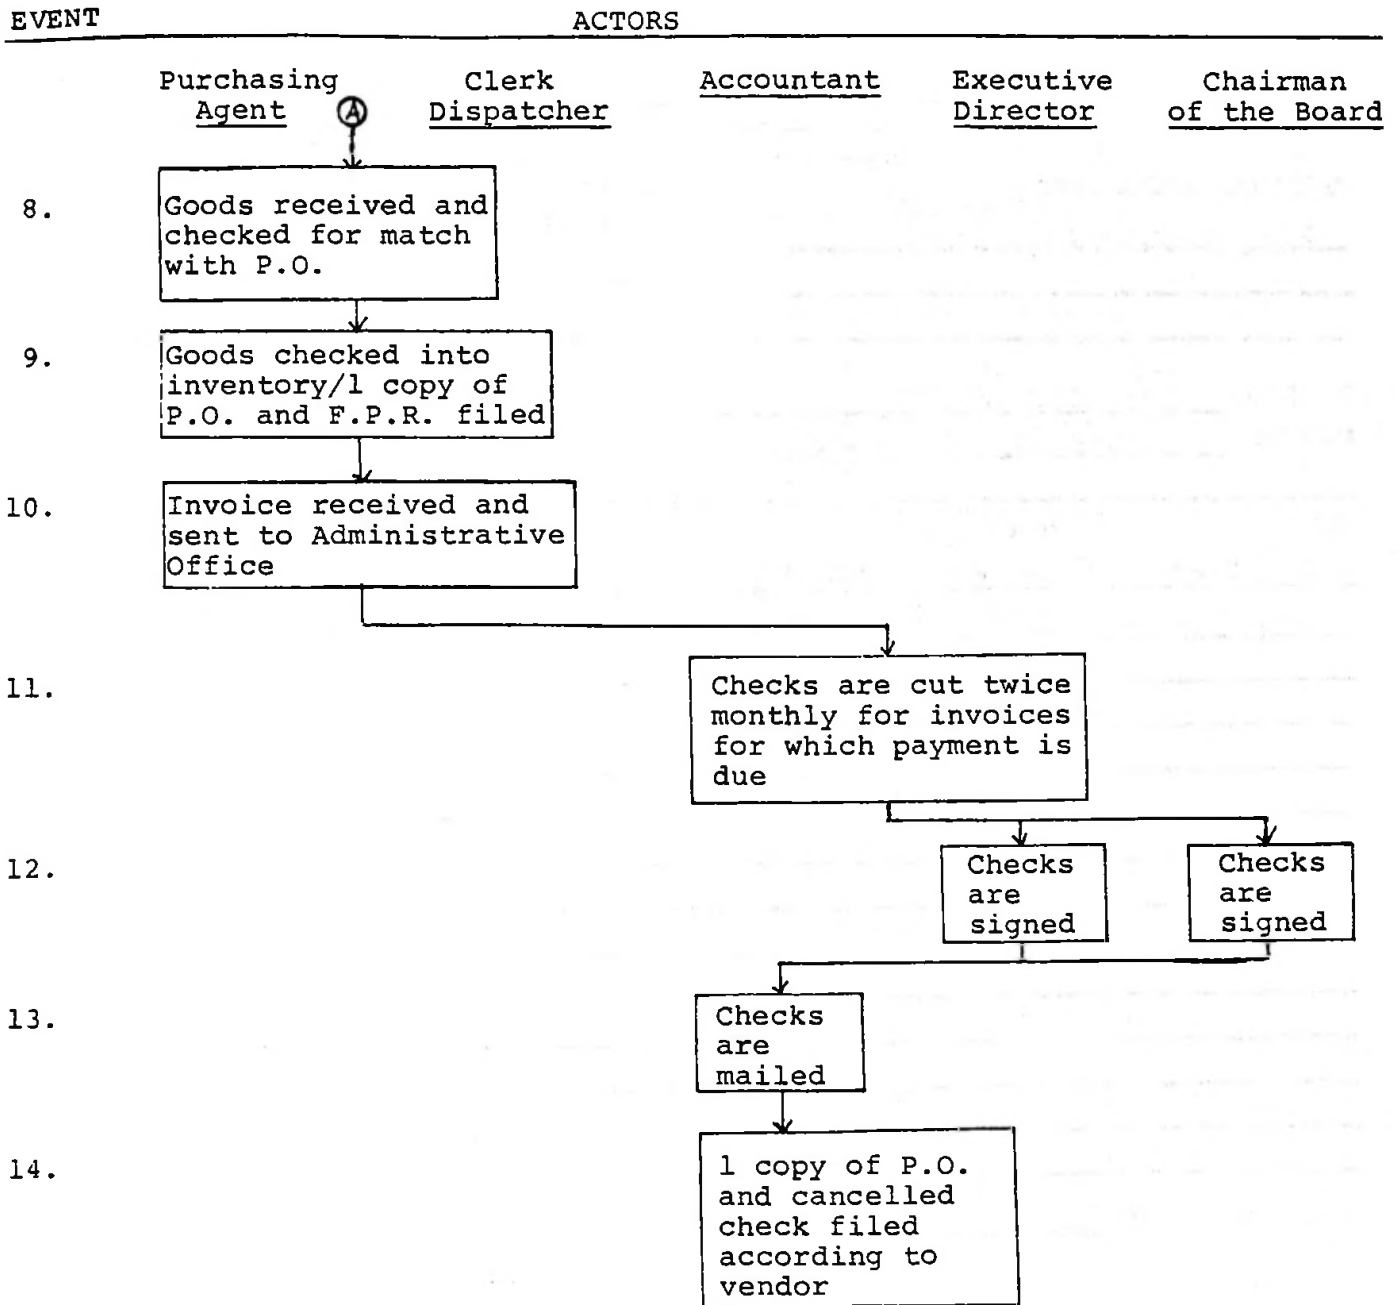 EVENT ACTORS
Purchasing Clerk Accountant Executive Chairman
Agent A Dispatcher Director of the Board
8. Goods received and
checked for match
with P.O.
9. Goods checked into
inventory/1 copy of
P.O. and F.P.R. filed
10. Invoice received and
sent to Administrative
Office
11. Checks are cut twice
monthly for invoices
for which payment is
due
12. Checks Checks
are are
signed signed
13. Checks
are
mailed
14. 1 copy of P.O.
and cancelled
check filed
according to
vendor